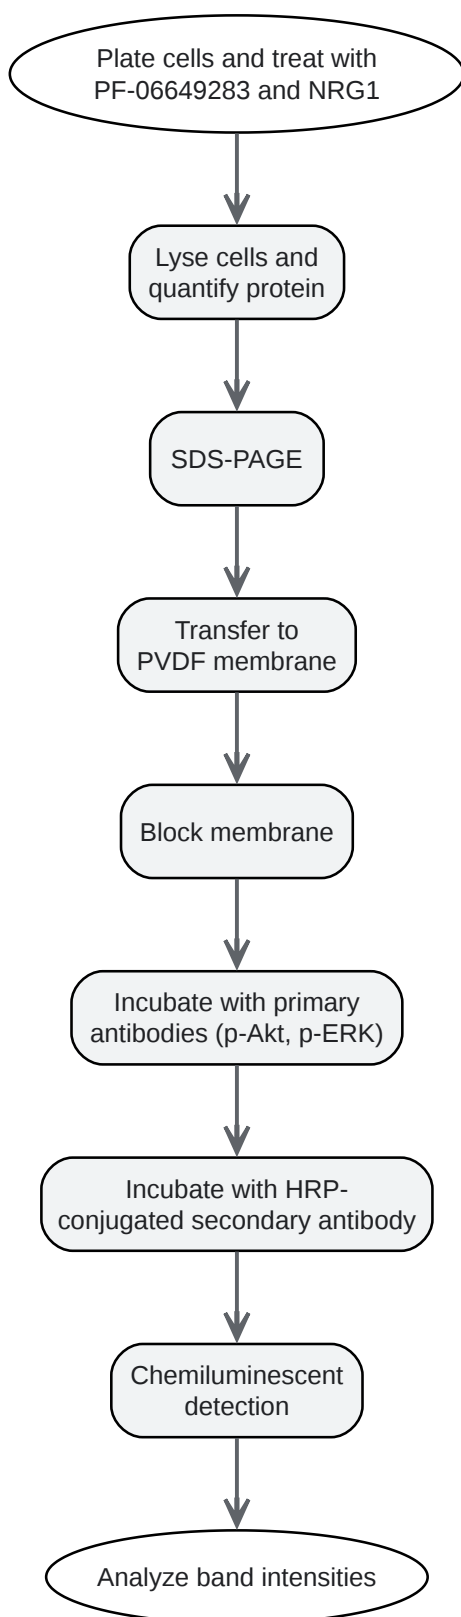 Plate cells and treat with
PF-06649283 and NRG1
Lyse cells and
quantify protein
SDS-PAGE
Transfer to
PVDF membrane
Block membrane
Incubate with primary
antibodies (p-Akt, p-ERK)
Incubate with HRP-
conjugated secondary antibody
Chemiluminescent
detection
Analyze band intensities